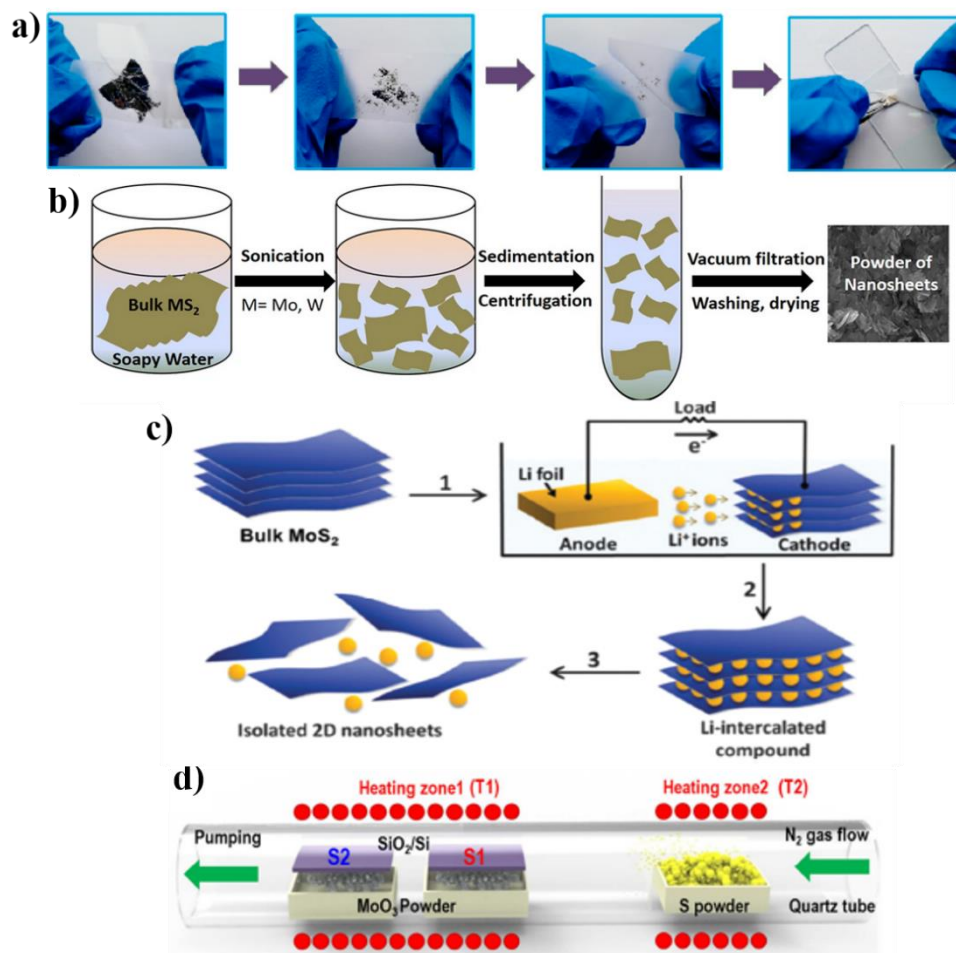 a)
b)
Bulk MS₂
Soapy Water
Sonication
M= Mo, W
Sedimentation
Centrifugation
Vacuum filtration
Washing, drying
Powder of
Nanosheets
c)
Bulk MoS₂
1
Load
e⁻
Li foil
Anode
Li⁺ions
Cathode
2
Li-intercalated
compound
3
Isolated 2D nanosheets
d)
Heating zone1 (T1)
Heating zone2 (T2)
Pumping
SiO₂/Si
N₂ gas flow
S2
S1
MoO₃ Powder
S powder
Quartz tube